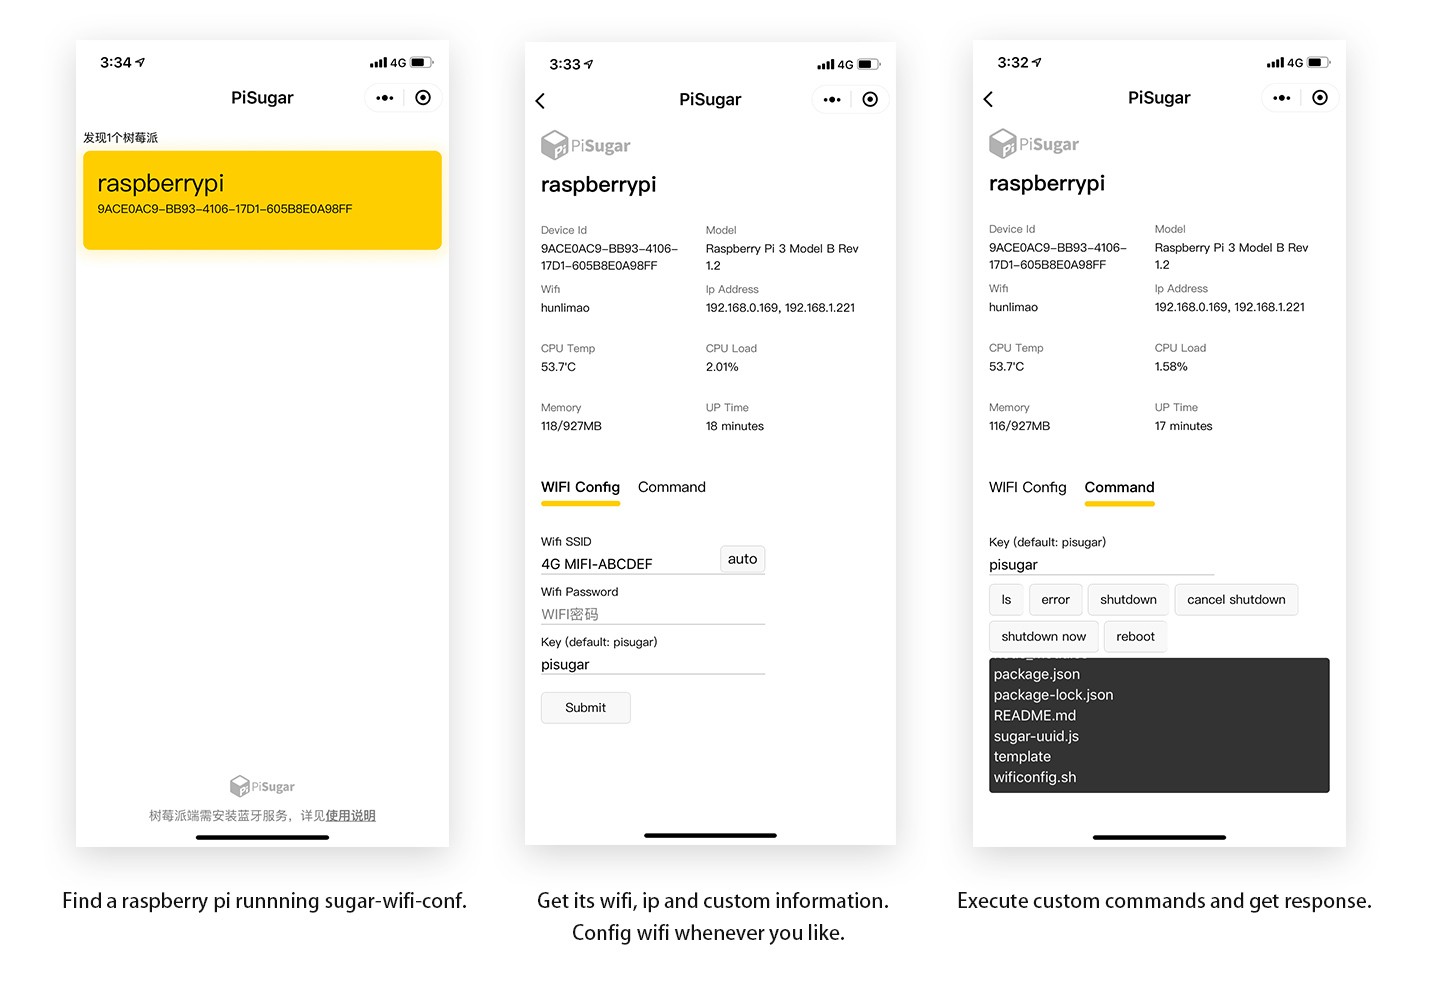 3:34
4G
PiSugar
发现1个树莓派
raspberrypi
9ACE0AC9-BB93-4106-17D1-605B8E0A98FF
PiSugar
树莓派端需安装蓝牙服务，详见使用说明
Find a raspberry pi runnning sugar-wifi-conf.
3:33
4G
PiSugar
Pi PiSugar
raspberrypi
Device Id
9ACE0AC9-BB93-4106-
17D1-605B8E0A98FF
Model
Raspberry Pi 3 Model B Rev
1.2
Wifi
hunlimao
Ip Address
192.168.0.169, 192.168.1.221
CPU Temp
53.7'C
CPU Load
2.01%
Memory
118/927MB
UP Time
18 minutes
WIFI Config
Command
Wifi SSID
4G MIFI-ABCDEF
auto
Wifi Password
WIFI密码
Key (default: pisugar)
pisugar
Submit
Get its wifi, ip and custom information.
Config wifi whenever you like.
3:32
4G
PiSugar
Pi PiSugar
raspberrypi
Device Id
9ACE0AC9-BB93-4106-
17D1-605B8E0A98FF
Model
Raspberry Pi 3 Model B Rev
1.2
Wifi
hunlimao
Ip Address
192.168.0.169, 192.168.1.221
CPU Temp
53.7'C
CPU Load
1.58%
Memory
116/927MB
UP Time
17 minutes
WIFI Config
Command
Key (default: pisugar)
pisugar
ls
error
shutdown
cancel shutdown
shutdown now
reboot
package.json
package-lock.json
README.md
sugar-uuid.js
template
wificonfig.sh
Execute custom commands and get response.